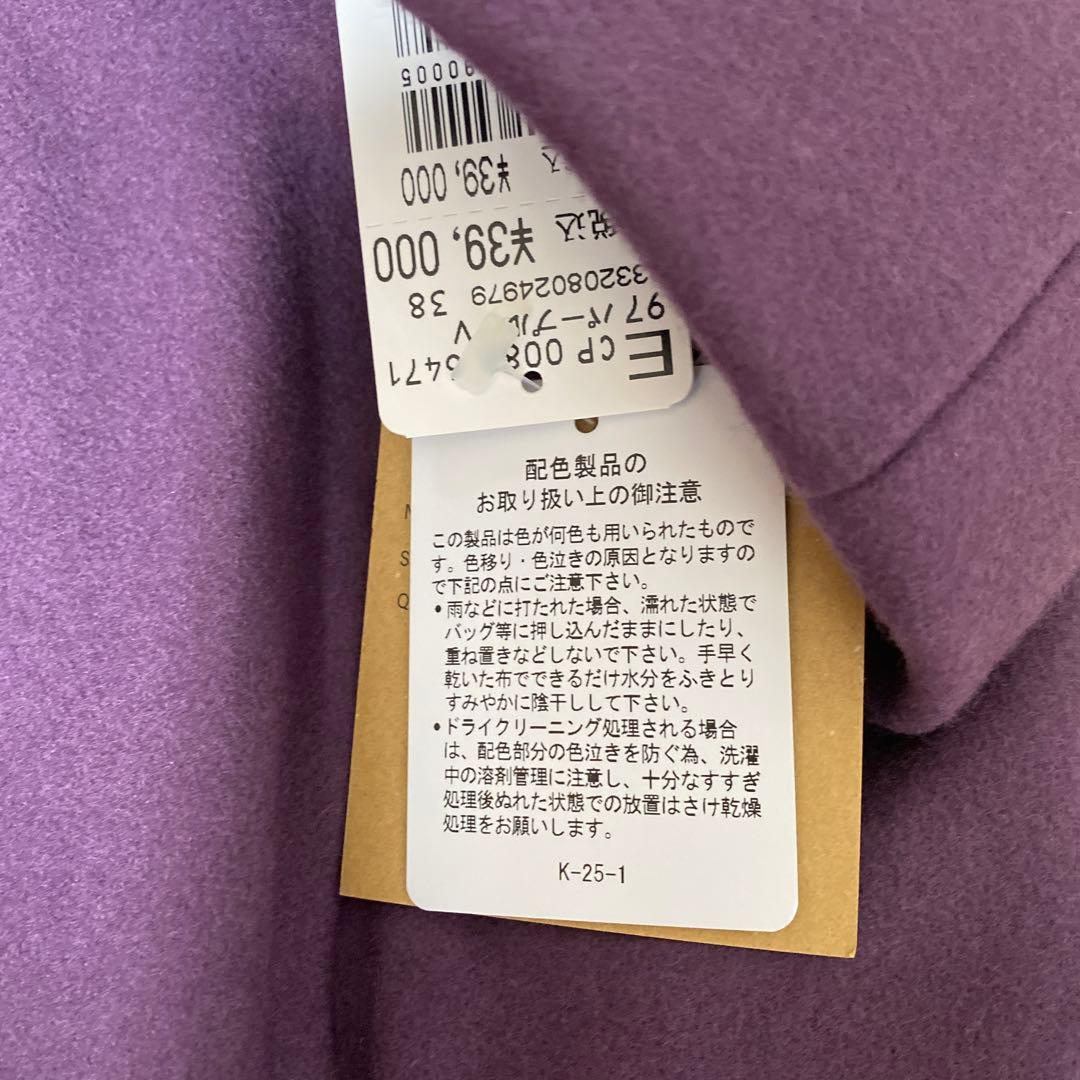 90005
¥39,000
税込 ¥39,000
33208024979 38
97 パープル V
E CP 008 6471
配色製品の
お取り扱い上の御注意
この製品は色が何色も用いられたもので
す。色移り・色泣きの原因となりますの
で下記の点にご注意下さい。
•雨などに打たれた場合、濡れた状態で
バッグ等に押し込んだままにしたり、
重ね置きなどしないで下さい。手早く
乾いた布でできるだけ水分をふきとり
すみやかに陰干しして下さい。
•ドライクリーニング処理される場合
は、配色部分の色泣きを防ぐ為、洗濯
中の溶剤管理に注意し、十分なすすぎ
処理後ぬれた状態での放置はさけ乾燥
処理をお願いします。
K-25-1